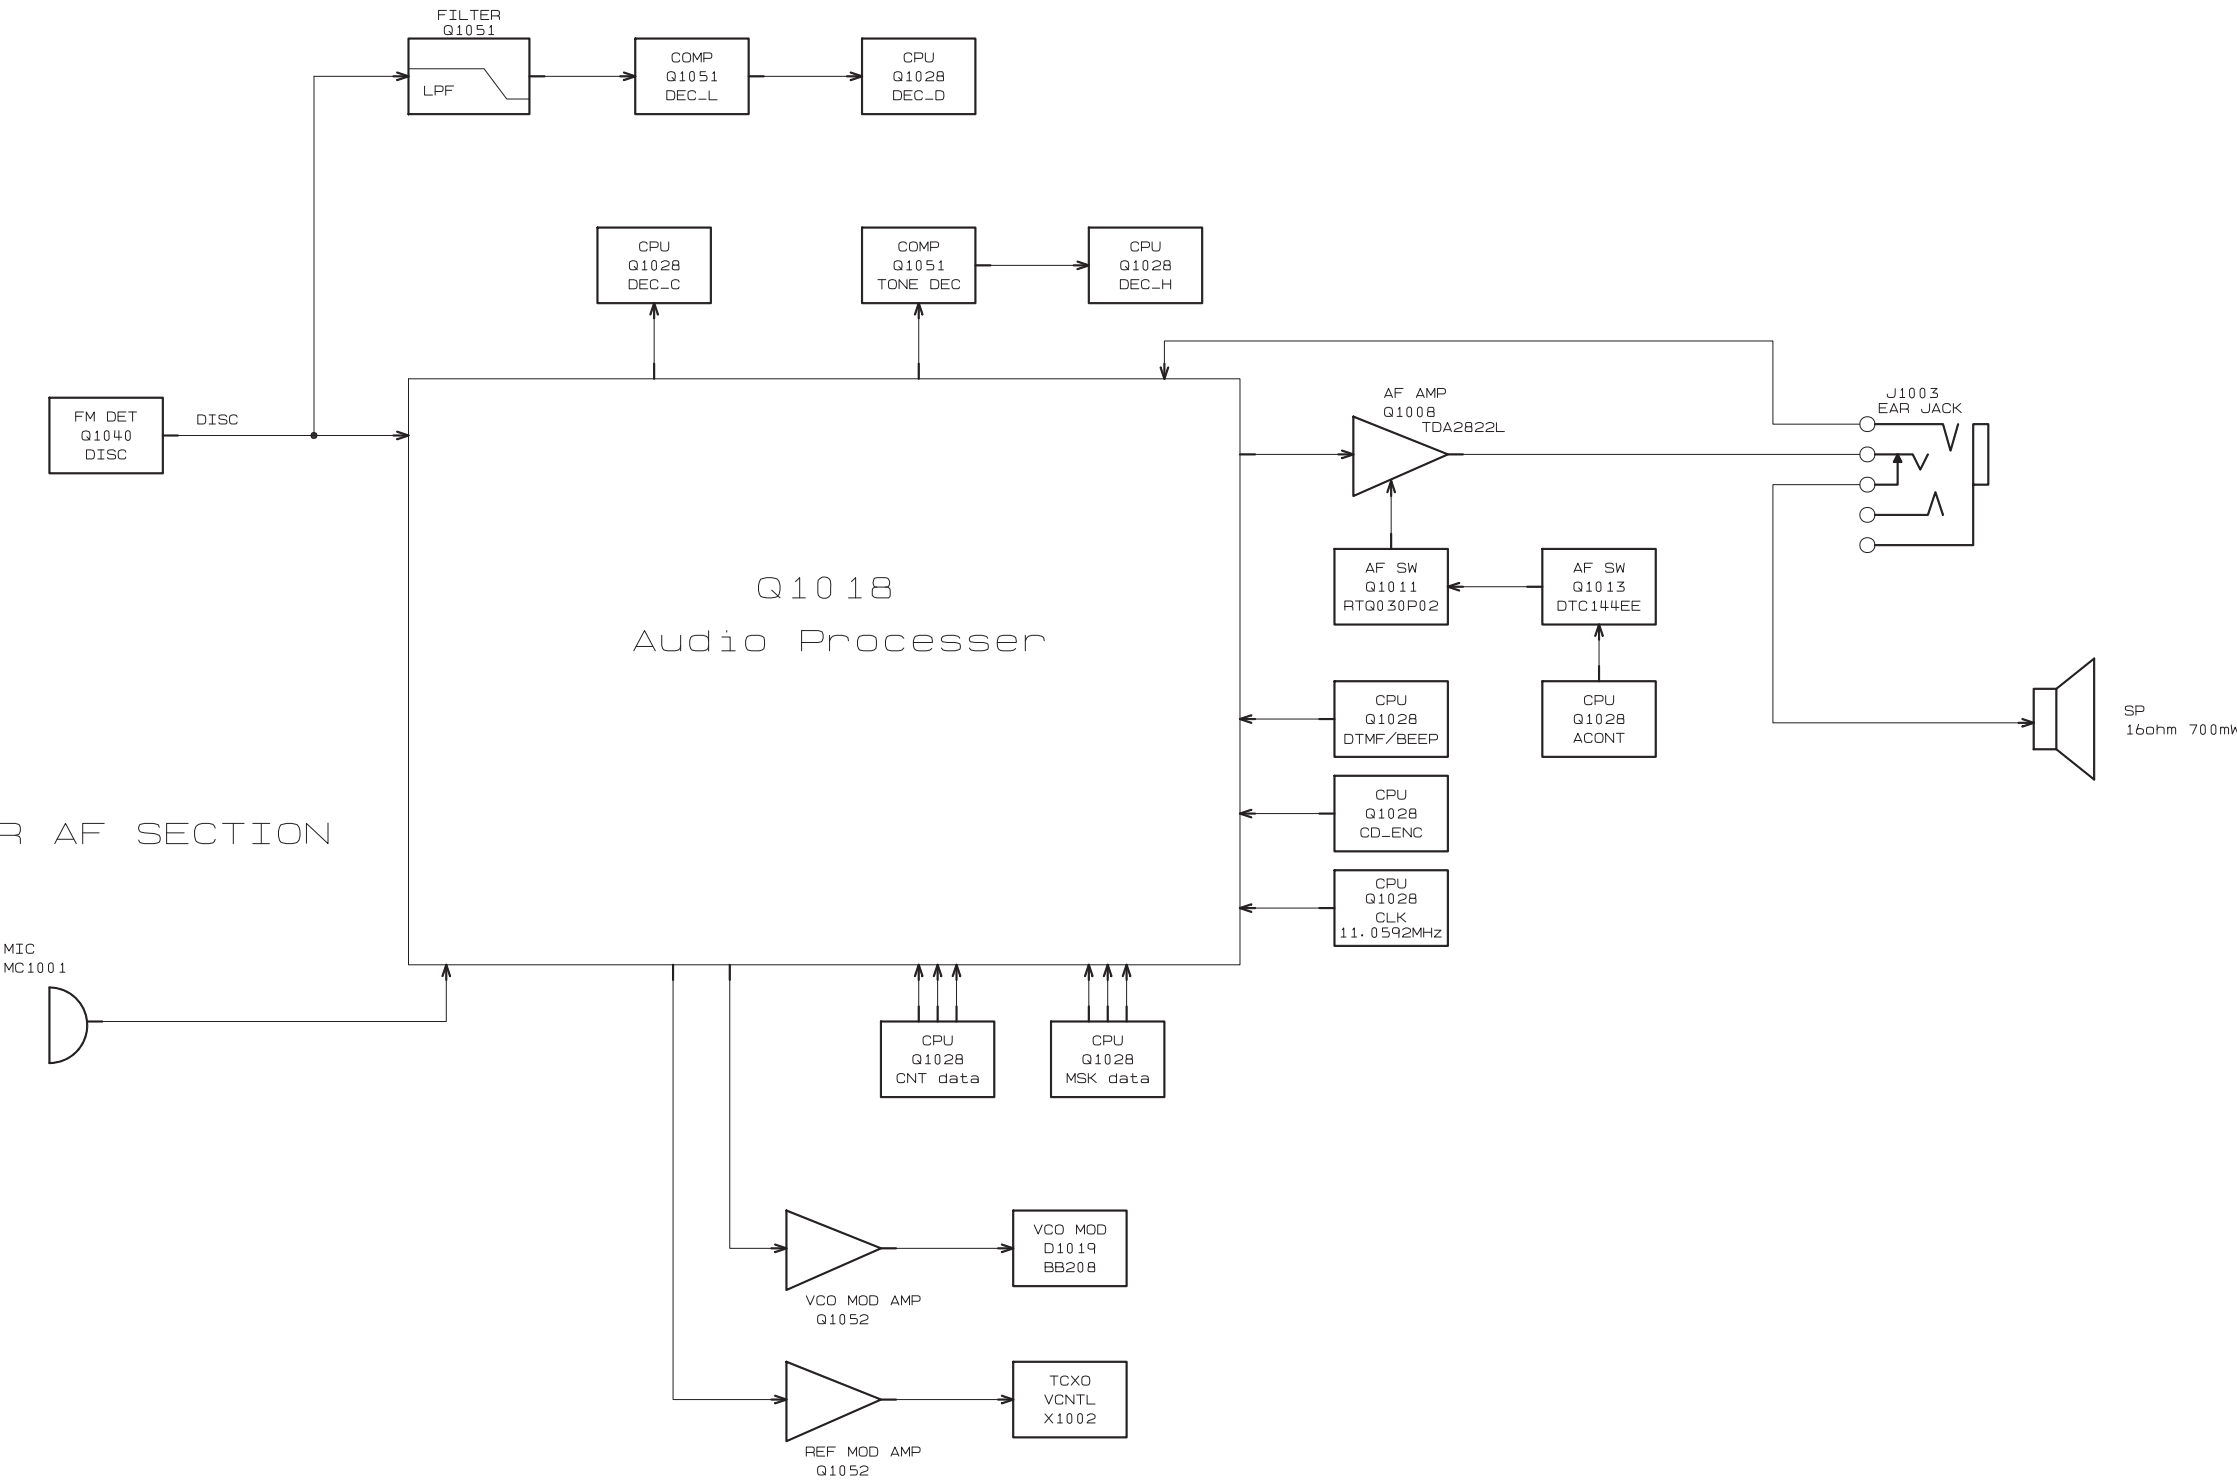 FILTER
Q1051
LPF
COMP
Q1051
DEC_L
CPU
Q1028
DEC_D
CPU
Q1028
DEC_C
COMP
Q1051
TONE DEC
CPU
Q1028
DEC_H
FM DET
Q1040
DISC
DISC
AF AMP
Q1008
TDA2822L
J1003
EAR JACK
Q1018
Audio Processer
AF SW
Q1011
RTQ030P02
AF SW
Q1013
DTC144EE
CPU
Q1028
DTMF/BEEP
CPU
Q1028
ACONT
SP
16ohm 700mW
CPU
Q1028
CD_ENC
R AF SECTION
CPU
Q1028
CLK
11.0592MHz
MIC
MC1001
CPU
Q1028
CNT data
CPU
Q1028
MSK data
VCO MOD
D1019
BB208
VCO MOD AMP
Q1052
TCXO
VCNTL
X1002
REF MOD AMP
Q1052